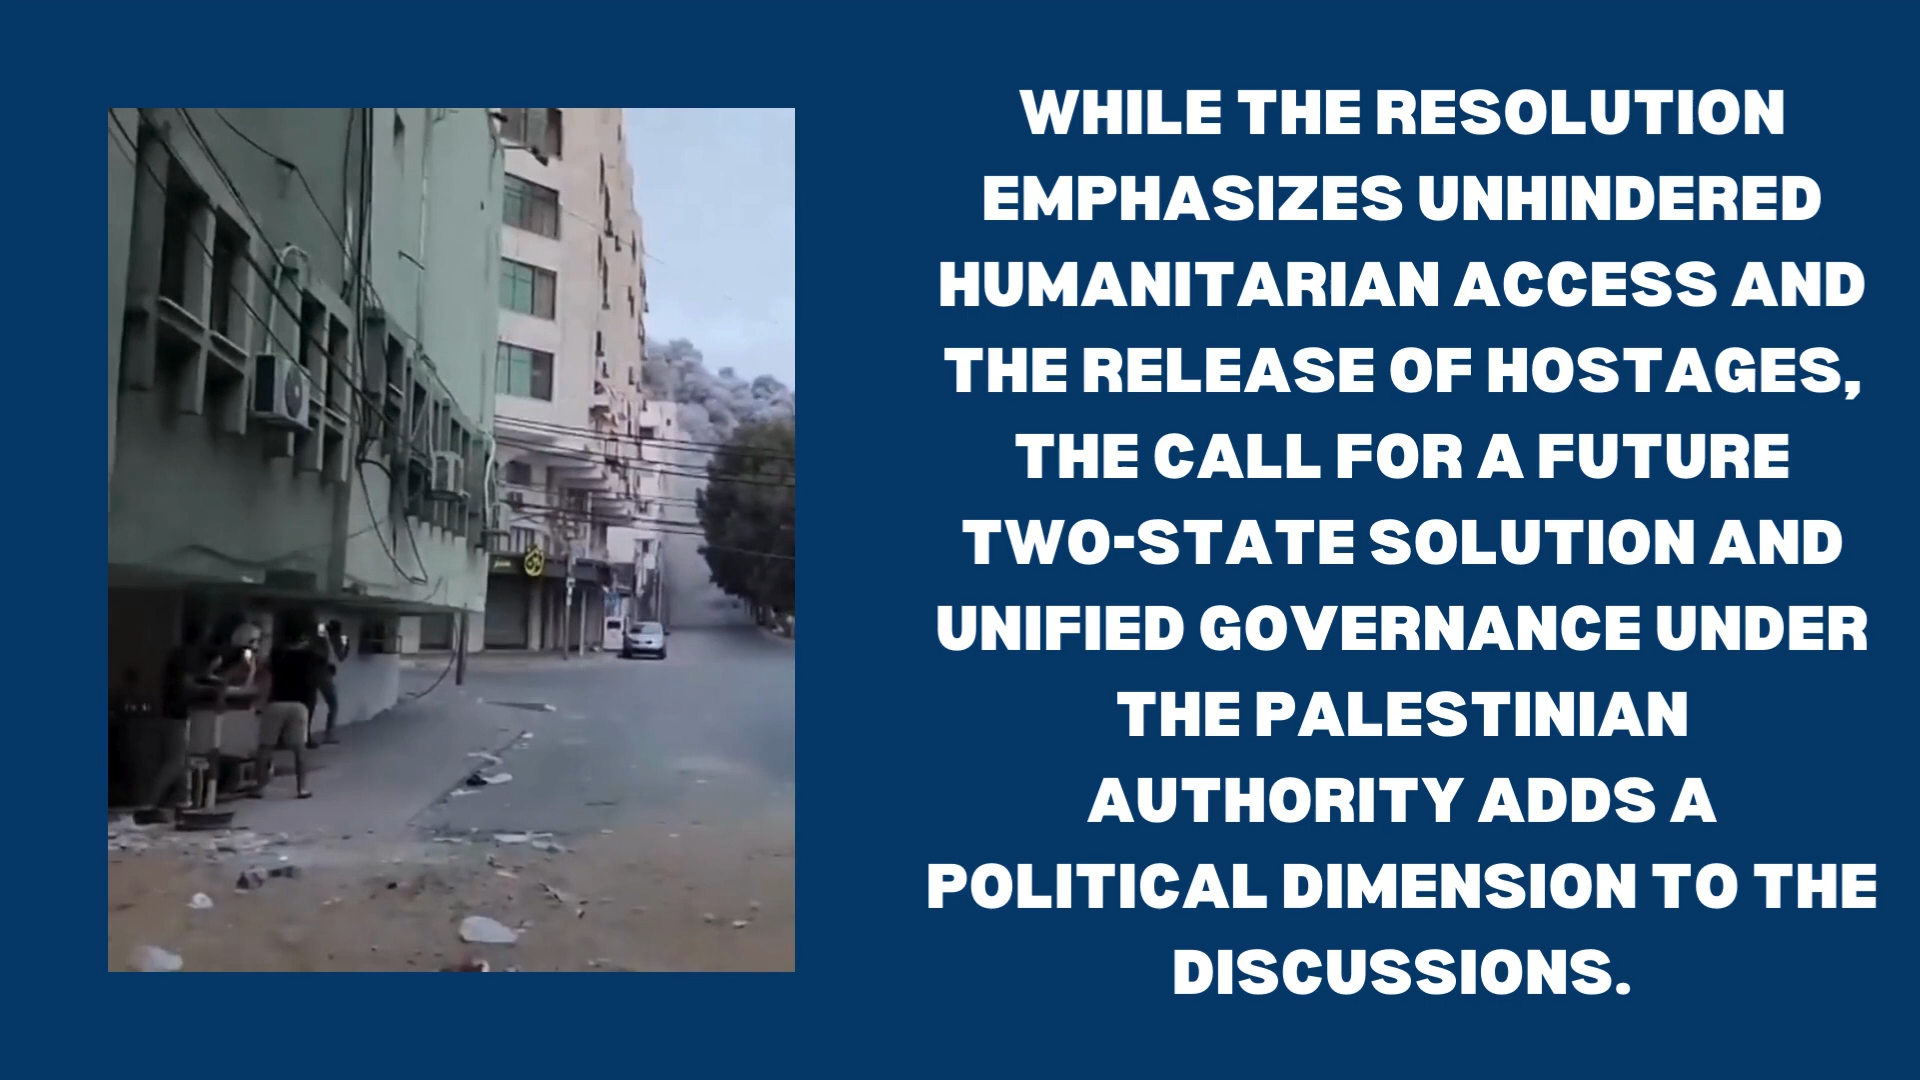 WHILE THE RESOLUTION
EMPHASIZES UNHINDERED
HUMANITARIAN ACCESS AND
THE RELEASE OF HOSTAGES,
THE CALL FOR A FUTURE
TWO-STATE SOLUTION AND
UNIFIED GOVERNANCE UNDER
THE PALESTINIAN
AUTHORITY ADDS A
POLITICAL DIMENSION TO THE
DISCUSSIONS.